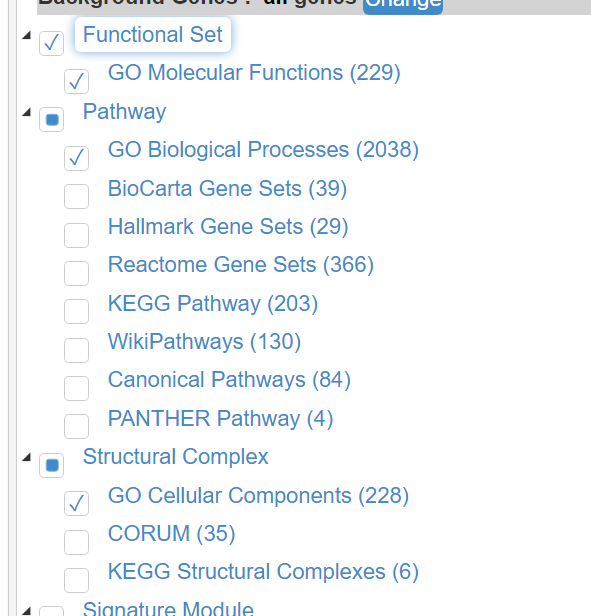 Background Genes : all genes Change
Functional Set
GO Molecular Functions (229)
Pathway
GO Biological Processes (2038)
BioCarta Gene Sets (39)
Hallmark Gene Sets (29)
Reactome Gene Sets (366)
KEGG Pathway (203)
WikiPathways (130)
Canonical Pathways (84)
PANTHER Pathway (4)
Structural Complex
GO Cellular Components (228)
CORUM (35)
KEGG Structural Complexes (6)
Signature Module